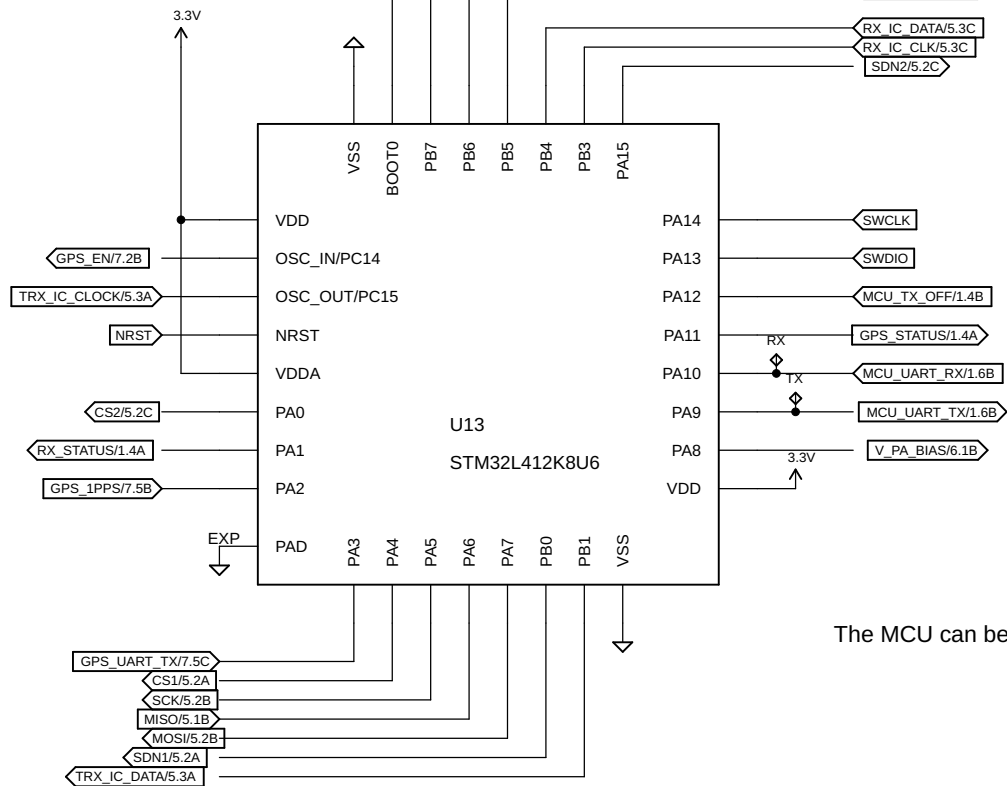 3.3V
RX_IC_DATA/5.3C
RX_IC_CLK/5.3C
SDN2/5.2C
VSS
BOOT0
PB7
PB6
PB5
PB4
PB3
PA15
VDD
PA14
SWCLK
GPS_EN/7.2B
OSC_IN/PC14
PA13
SWDIO
TRX_IC_CLOCK/5.3A
OSC_OUT/PC15
PA12
MCU_TX_OFF/1.4B
NRST
NRST
PA11
GPS_STATUS/1.4A
RX
VDDA
PA10
MCU_UART_RX/1.6B
TX
CS2/5.2C
PA0
PA9
MCU_UART_TX/1.6B
U13
RX_STATUS/1.4A
PA1
PA8
V_PA_BIAS/6.1B
STM32L412K8U6
3.3V
GPS_1PPS/7.5B
PA2
VDD
EXP
PAD
PA3
PA4
PA5
PA6
PA7
PB0
PB1
VSS
The MCU can be
GPS_UART_TX/7.5C
CS1/5.2A
SCK/5.2B
MISO/5.1B
MOSI/5.2B
SDN1/5.2A
TRX_IC_DATA/5.3A